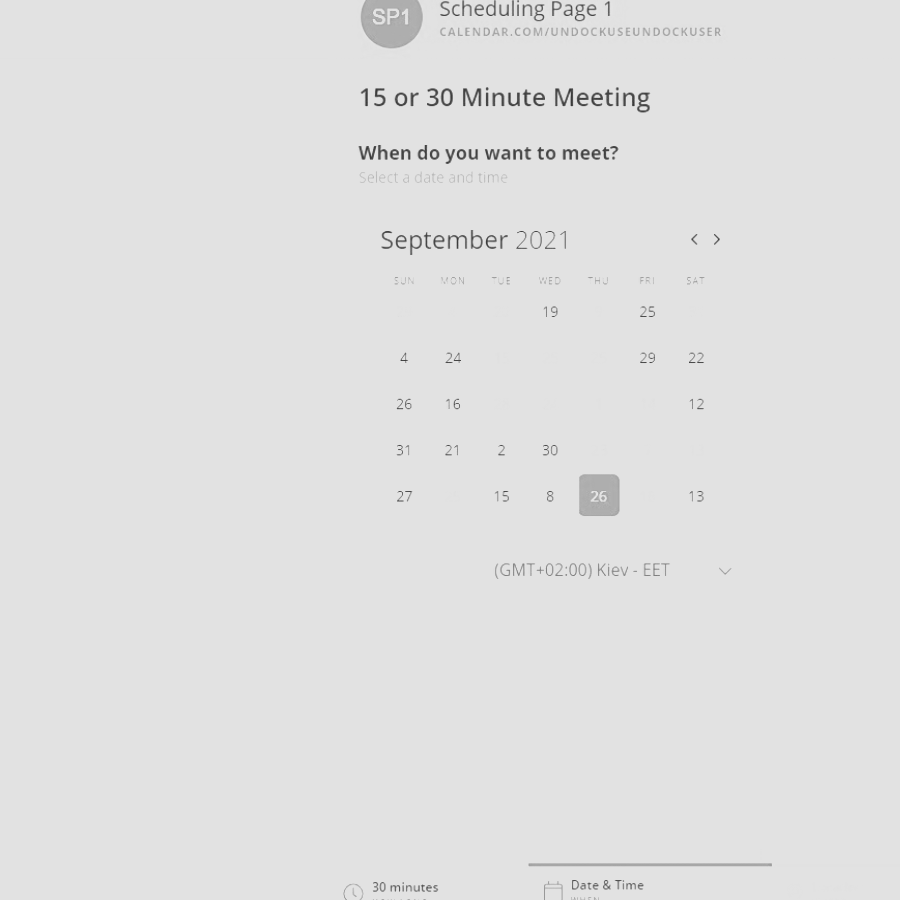 SP1
Scheduling Page 1
CALENDAR.COM/UNDOCKUSEUNDOCKUSER
15 or 30 Minute Meeting
When do you want to meet?
Select a date and time
September 2021
SUN MON TUE WED THU FRI SAT
19 25
4 24 29 22
26 16 12
31 21 2 30
27 15 8 26 13
(GMT+02:00) Kiev - EET
30 minutes
Date & Time